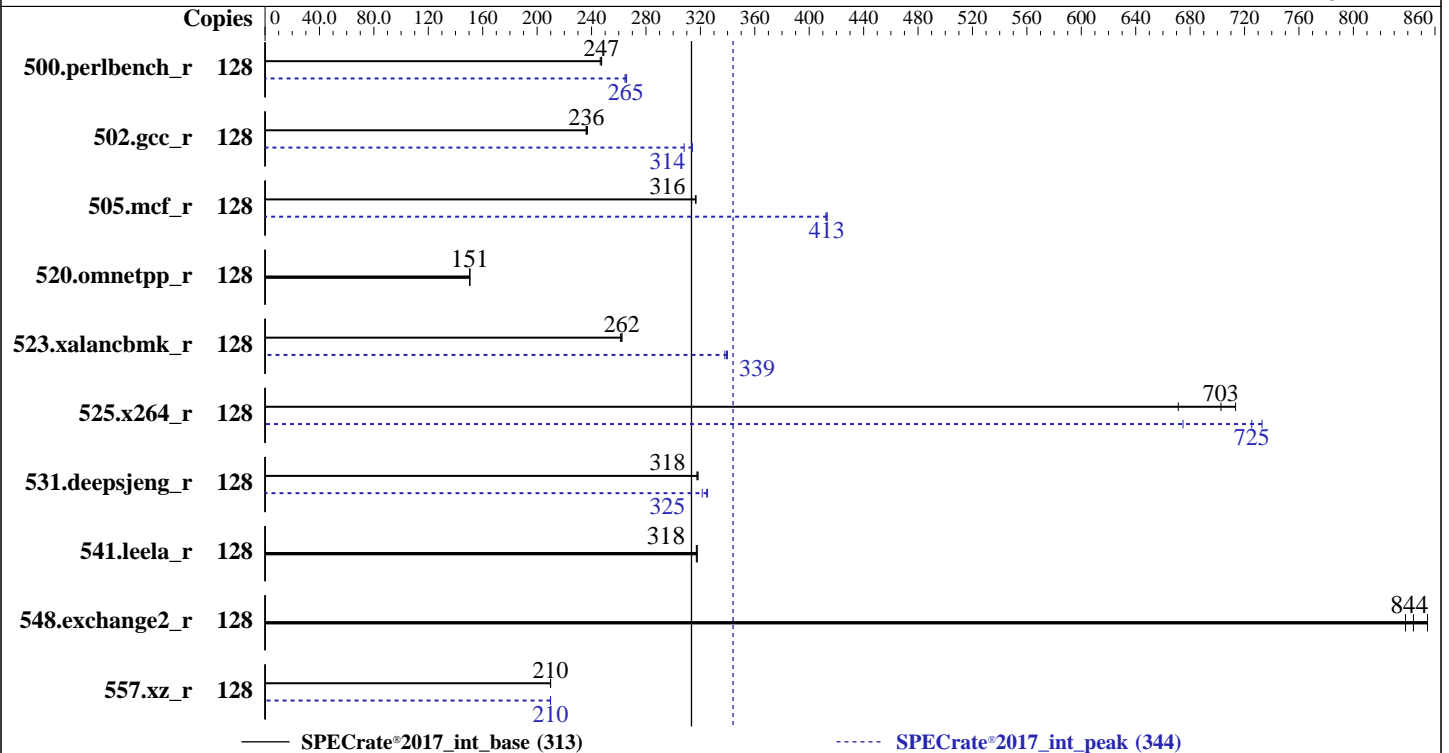 Copies 0 40.0 80.0 120 160 200 240 280 320 360 400 440 480 520 560 600 640 680 720 760 800 860
500.perlbench_r 128 247
265
502.gcc_r 128 236
314
505.mcf_r 128 316
413
520.omnetpp_r 128 151
523.xalancbmk_r 128 262
339
525.x264_r 128 703
725
531.deepsjeng_r 128 318
325
541.leela_r 128 318
548.exchange2_r 128 844
557.xz_r 128 210
210
SPECrate®2017_int_base (313) SPECrate®2017_int_peak (344)